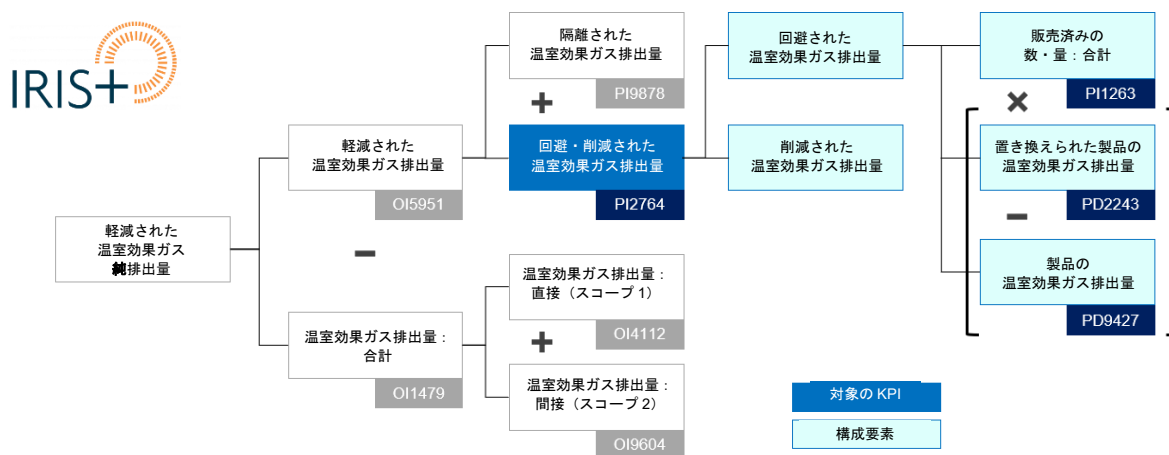 IRIS+
隔離された
温室効果ガス排出量
PI9878
+
回避された
温室効果ガス排出量
販売済みの
数・量：合計
PI1263
×
軽減された
温室効果ガス排出量
OI5951
回避・削減された
温室効果ガス排出量
PI2764
削減された
温室効果ガス排出量
置き換えられた製品の
温室効果ガス排出量
PD2243
−
軽減された
温室効果ガス
純排出量
−
温室効果ガス排出量：
直接（スコープ1）
OI4112
+
製品の
温室効果ガス排出量
PD9427
温室効果ガス排出量：
合計
OI1479
温室効果ガス排出量：
間接（スコープ2）
OI9604
対象の KPI
構成要素